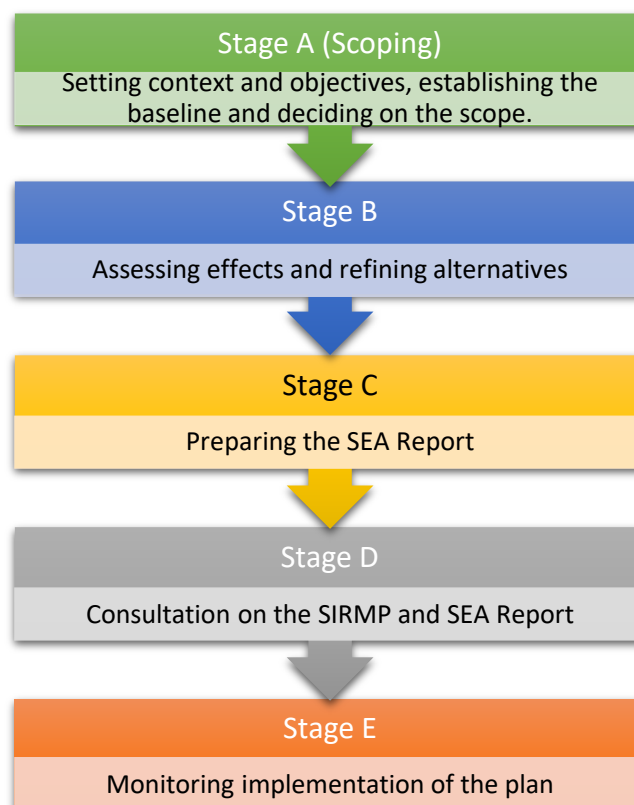 Stage A (Scoping)
Setting context and objectives, establishing the
baseline and deciding on the scope.
Stage B
Assessing effects and refining alternatives
Stage C
Preparing the SEA Report
Stage D
Consultation on the SIRMP and SEA Report
Stage E
Monitoring implementation of the plan